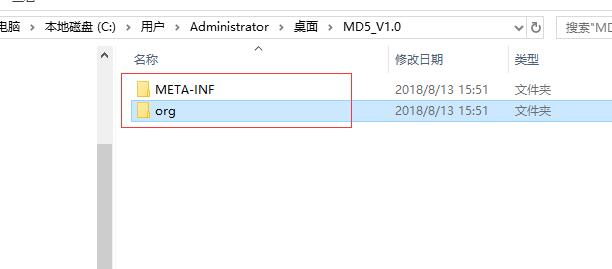 电脑 > 本地磁盘 (C:) > 用户 > Administrator > 桌面 > MD5_V1.0
搜索"MD
名称 修改日期 类型
META-INF 2018/8/13 15:51 文件夹
org 2018/8/13 15:51 文件夹